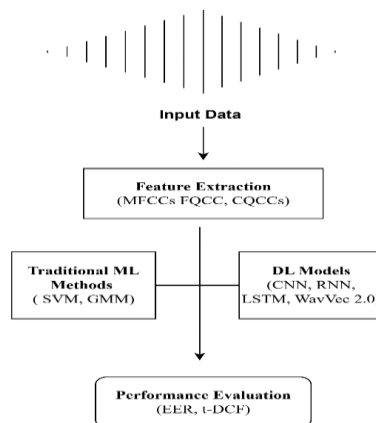 Input Data
Feature Extraction
(MFCCs FQCC, CQCCs)
Traditional ML
Methods
( SVM, GMM)
DL Models
(CNN, RNN,
LSTM, WavVec 2.0
Performance Evaluation
(EER, t-DCF)